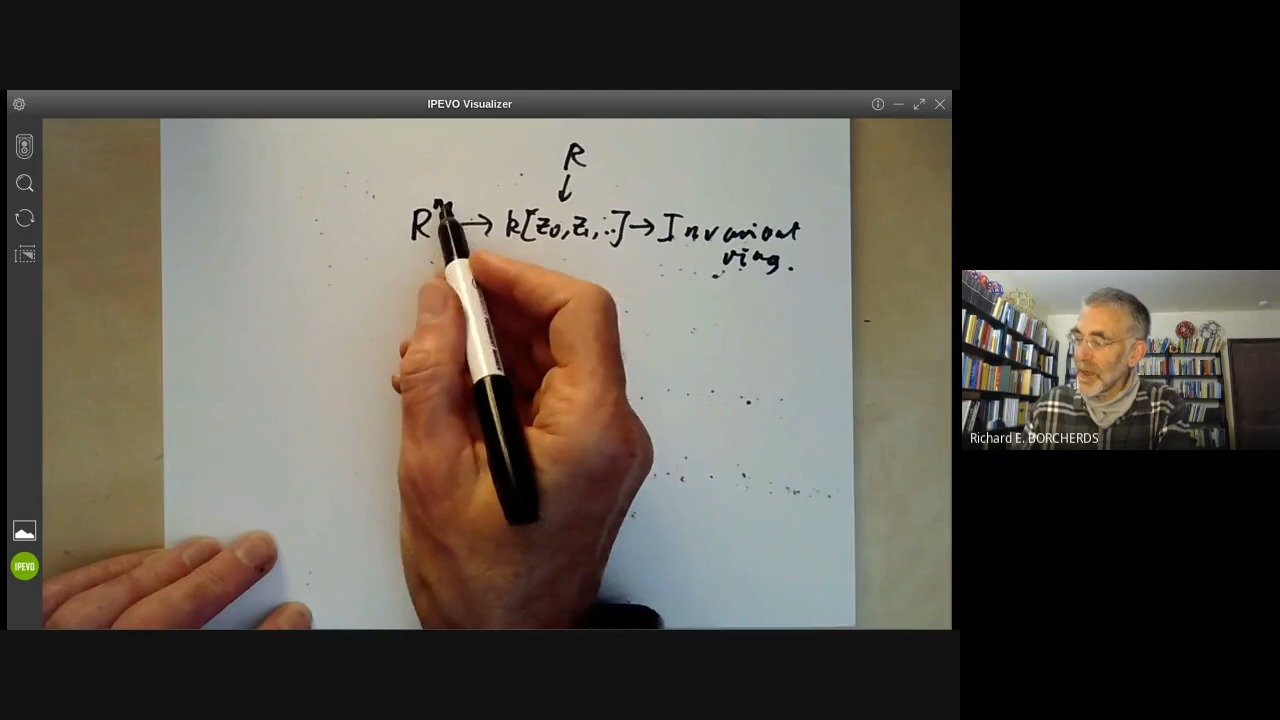 IPEVO Visualizer
R
↓
R^n → k[z₀,z₁,..] → Invariant
ring.
IPEVO
Richard E. BORCHERDS